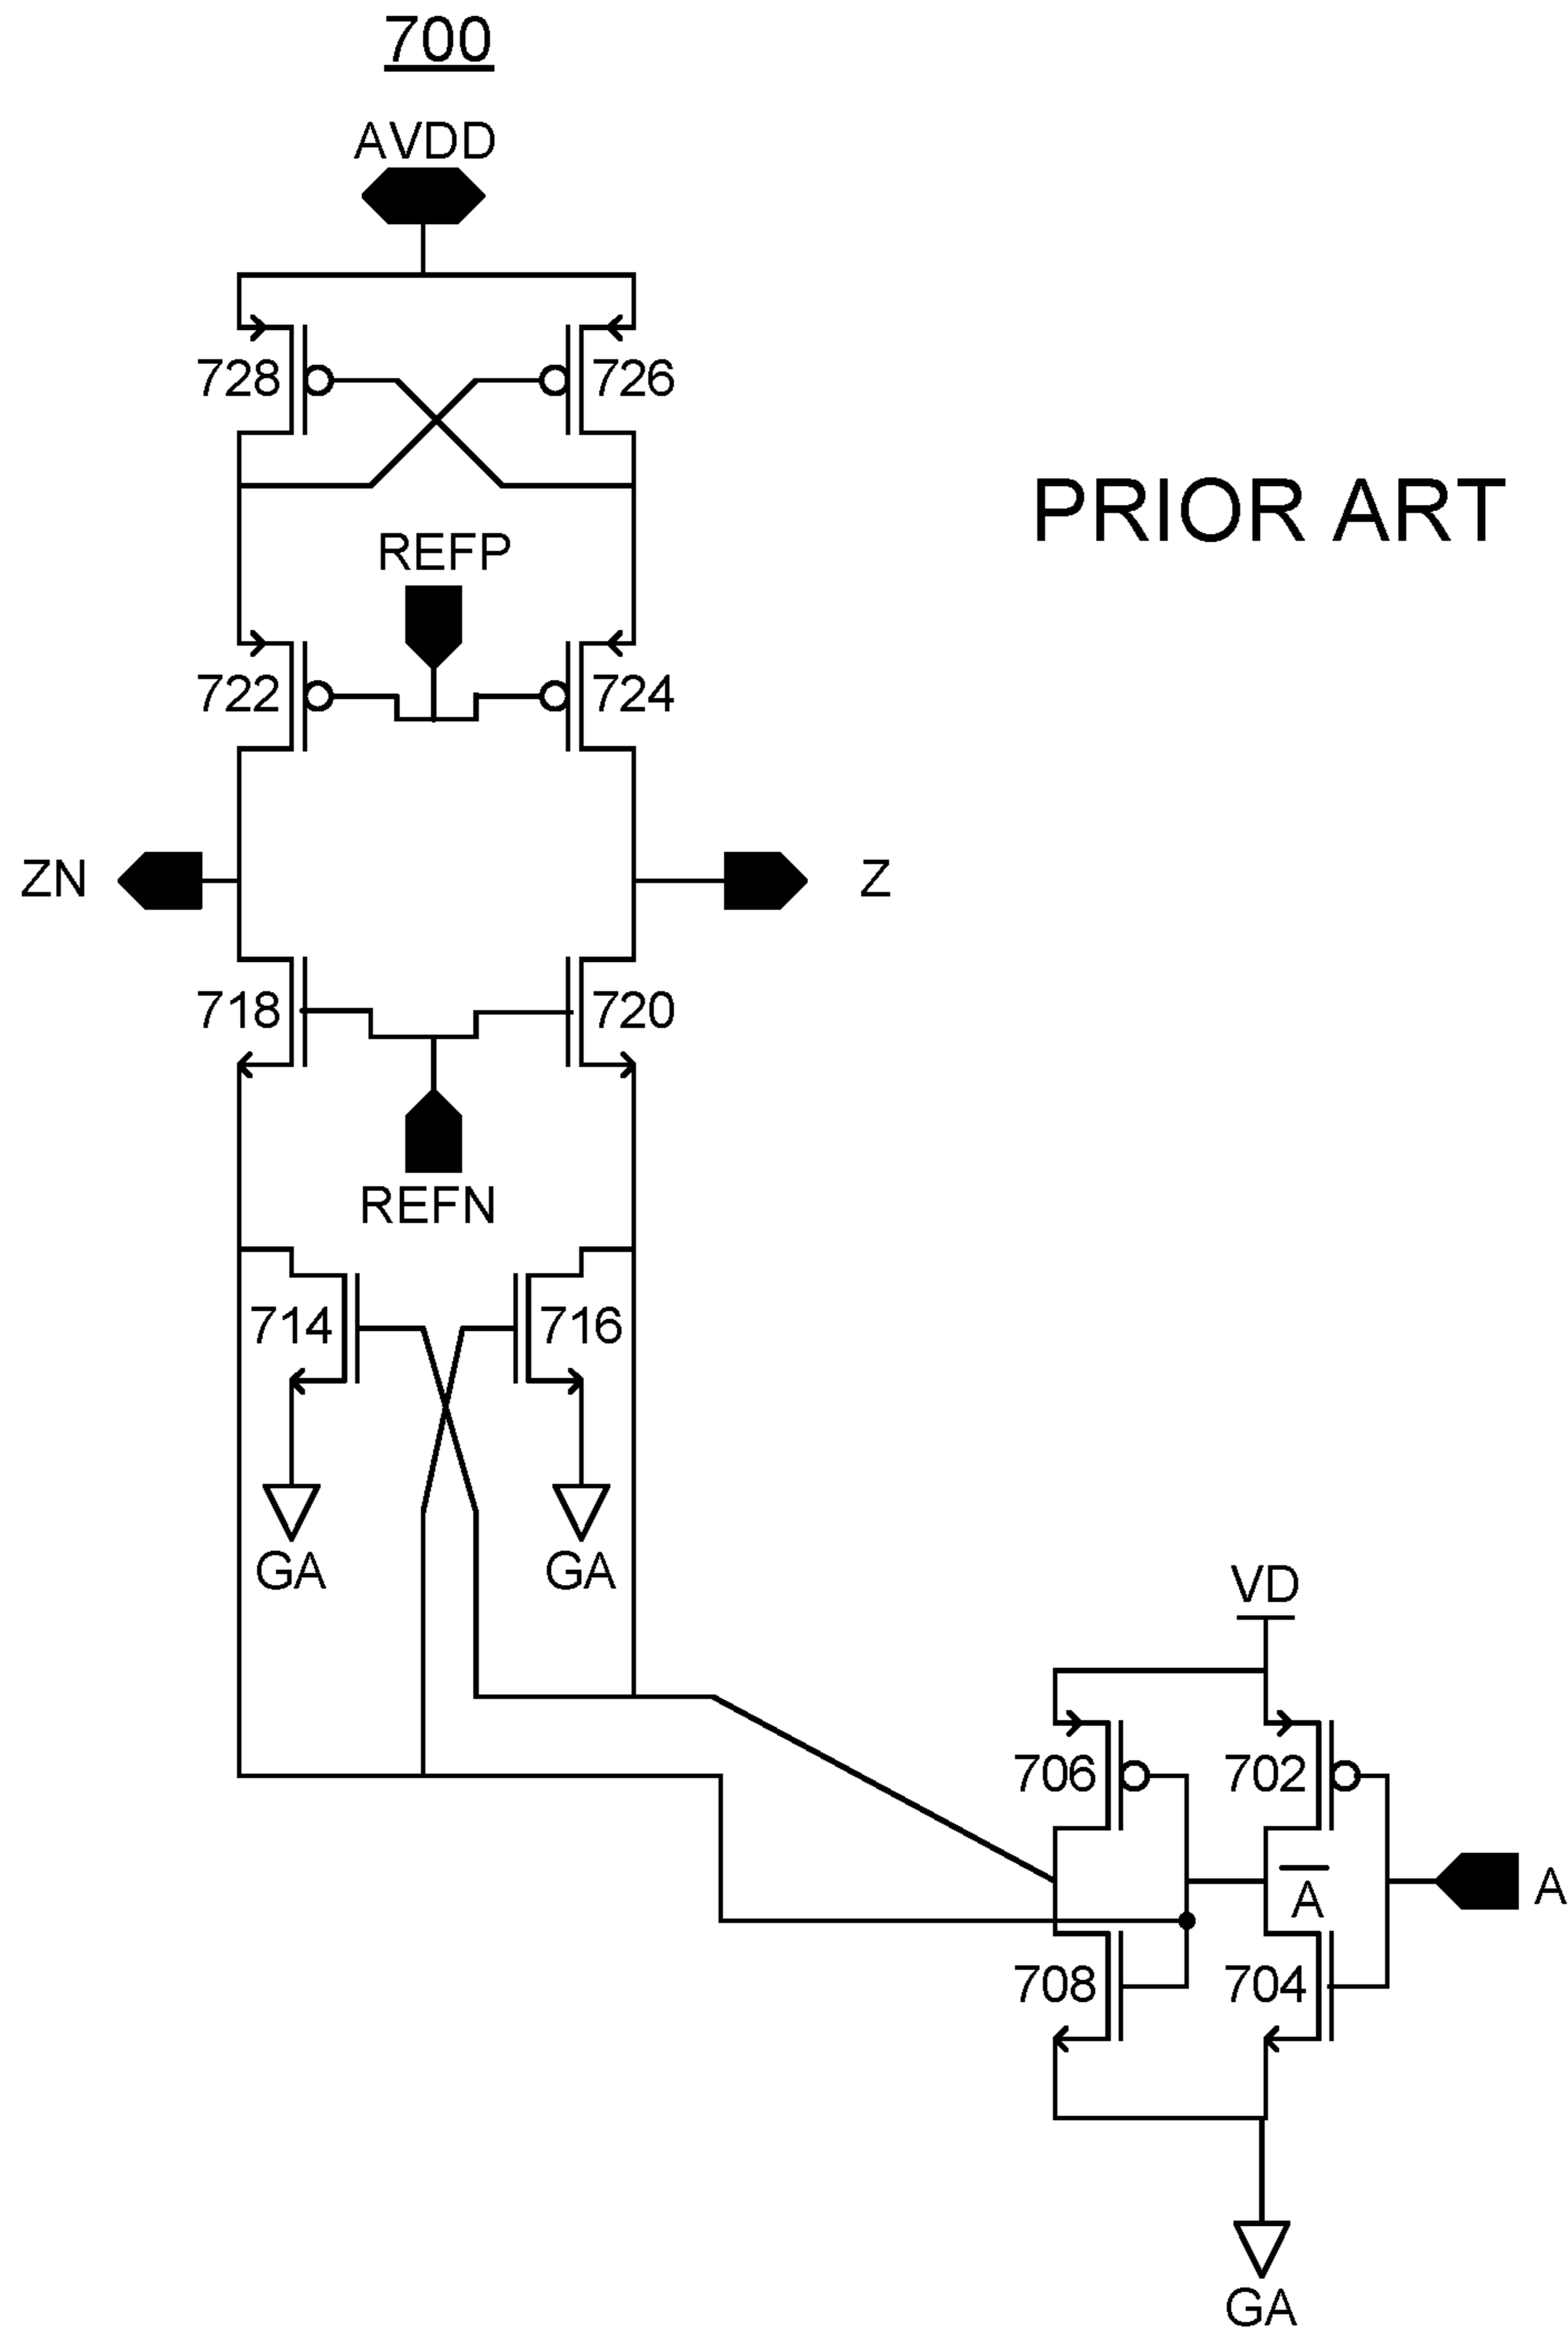 700
AVDD
728
726
PRIOR ART
REFP
722
724
ZN
Z
718
720
REFN
714
716
GA
GA
VD
706
702
A
A
708
704
GA